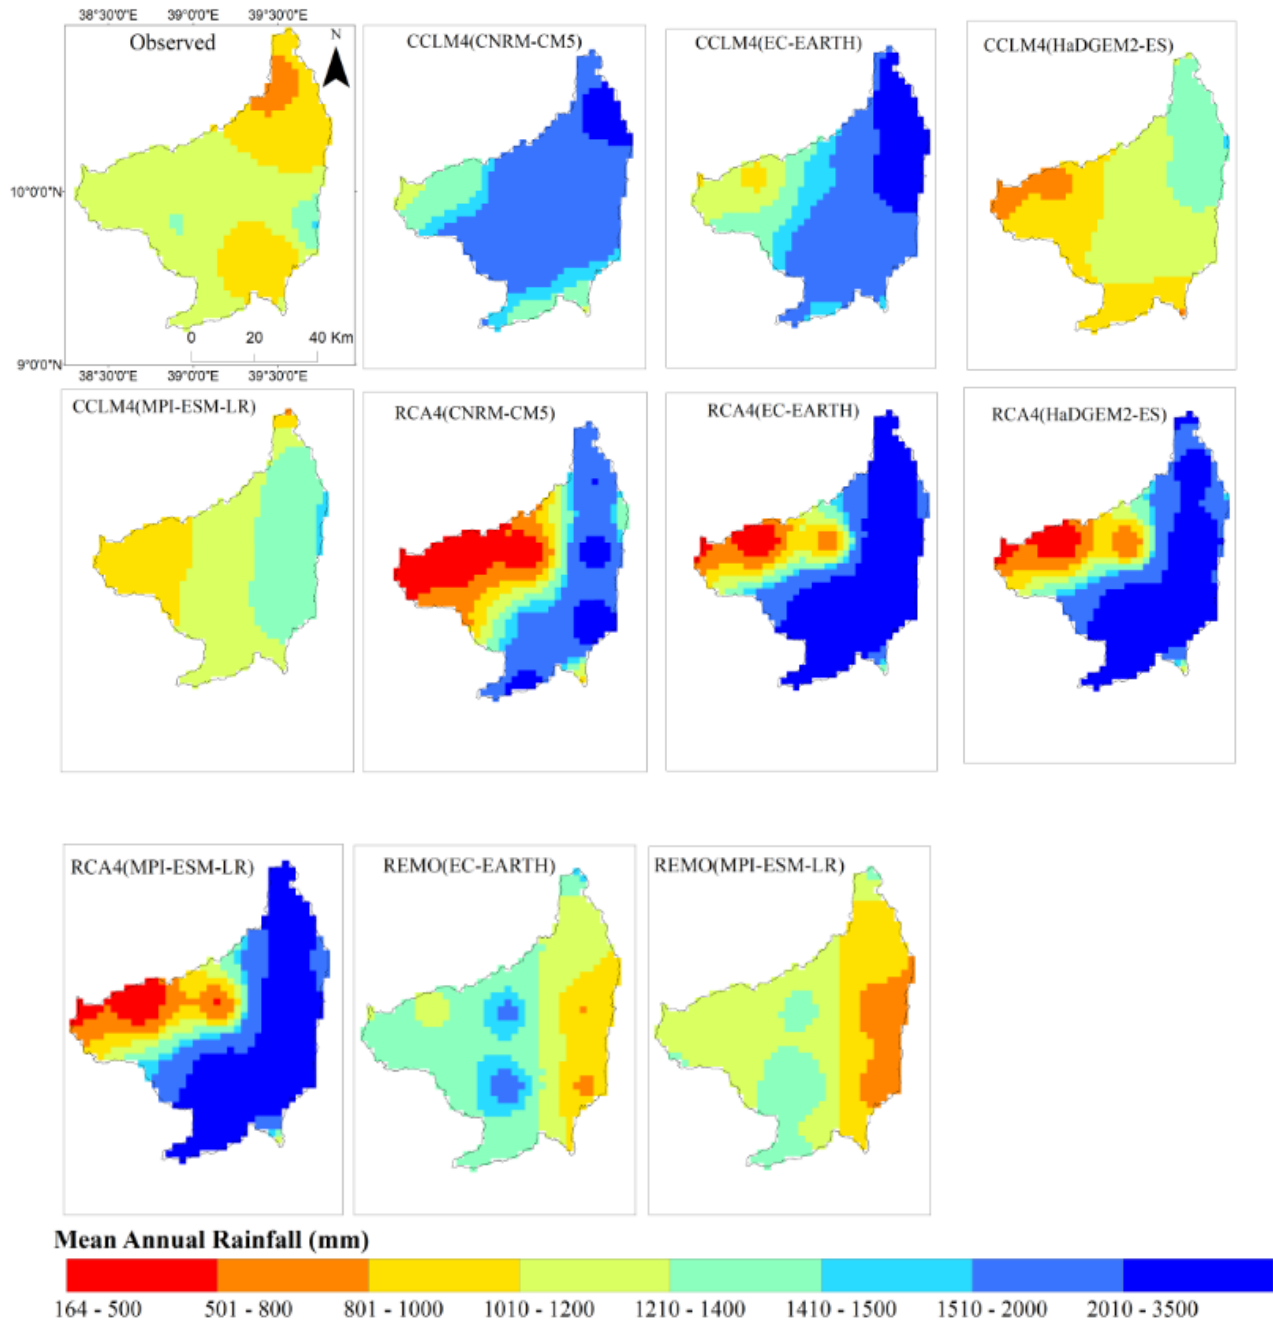 38°30'0"E 39°0'0"E 39°30'0"E
Observed
N
CCLM4(CNRM-CM5)
CCLM4(EC-EARTH)
CCLM4(HaDGEM2-ES)
10°0'0"N
0 20 40 Km
9°0'0"N
38°30'0"E 39°0'0"E 39°30'0"E
CCLM4(MPI-ESM-LR)
RCA4(CNRM-CM5)
RCA4(EC-EARTH)
RCA4(HaDGEM2-ES)
RCA4(MPI-ESM-LR)
REMO(EC-EARTH)
REMO(MPI-ESM-LR)
Mean Annual Rainfall (mm)
164 - 500 501 - 800 801 - 1000 1010 - 1200 1210 - 1400 1410 - 1500 1510 - 2000 2010 - 3500